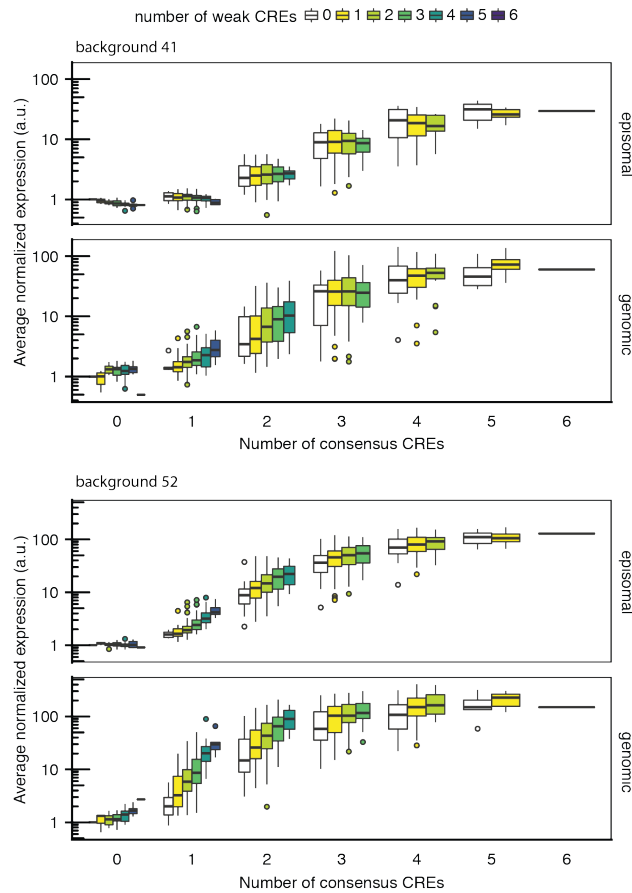 number of weak CREs 0 1 2 3 4 5 6
background 41
Average normalized expression (a.u.)
100
10
1
episomal
100
10
1
genomic
0 1 2 3 4 5 6
Number of consensus CREs
background 52
Average normalized expression (a.u.)
100
10
1
episomal
100
10
1
genomic
0 1 2 3 4 5 6
Number of consensus CREs